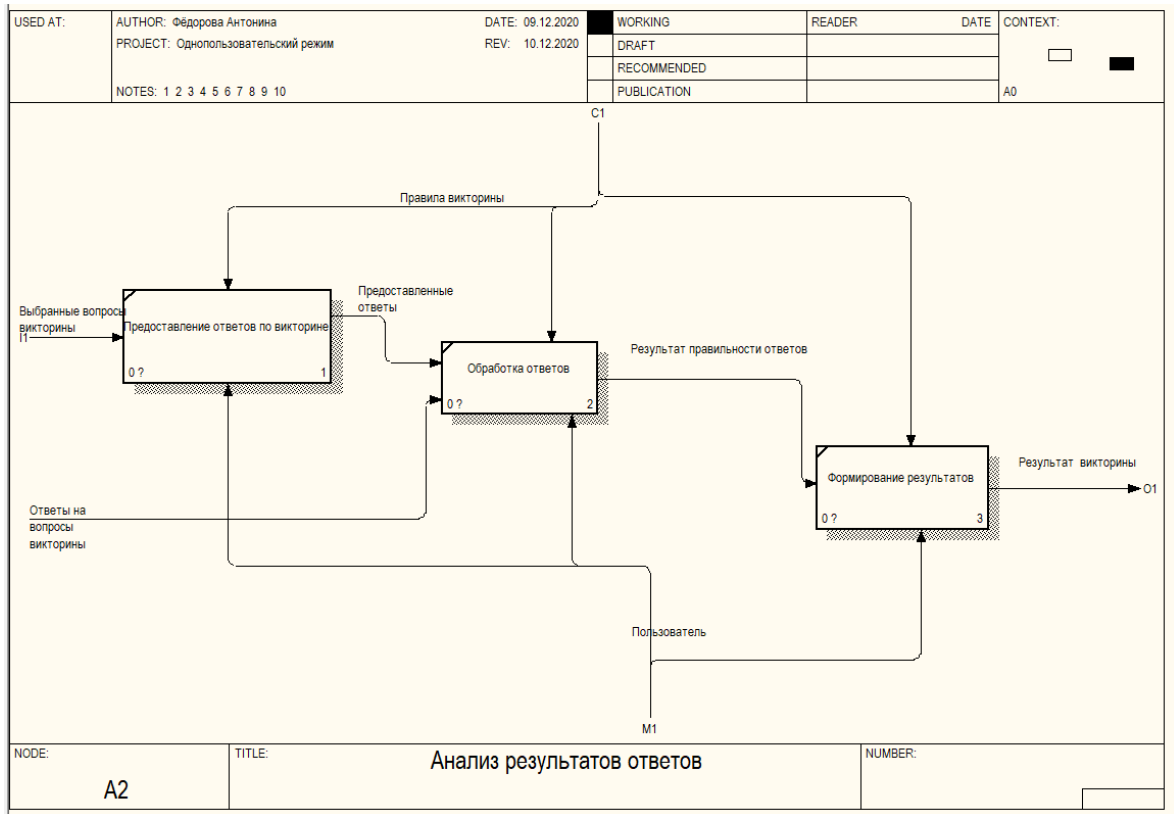 USED AT:
AUTHOR: Фёдорова Антонина
DATE: 09.12.2020
PROJECT: Однопользовательский режим
REV: 10.12.2020
NOTES: 1 2 3 4 5 6 7 8 9 10
WORKING
DRAFT
RECOMMENDED
PUBLICATION
READER
DATE
CONTEXT:
A0
C1
Правила викторины
Выбранные вопросы
викторины
I1
Предоставление ответов по викторине
0 ?
1
Предоставленные
ответы
Обработка ответов
0 ?
2
Результат правильности ответов
Формирование результатов
0 ?
3
Результат викторины
O1
Ответы на
вопросы
викторины
Пользователь
M1
NODE:
A2
TITLE:
Анализ результатов ответов
NUMBER: